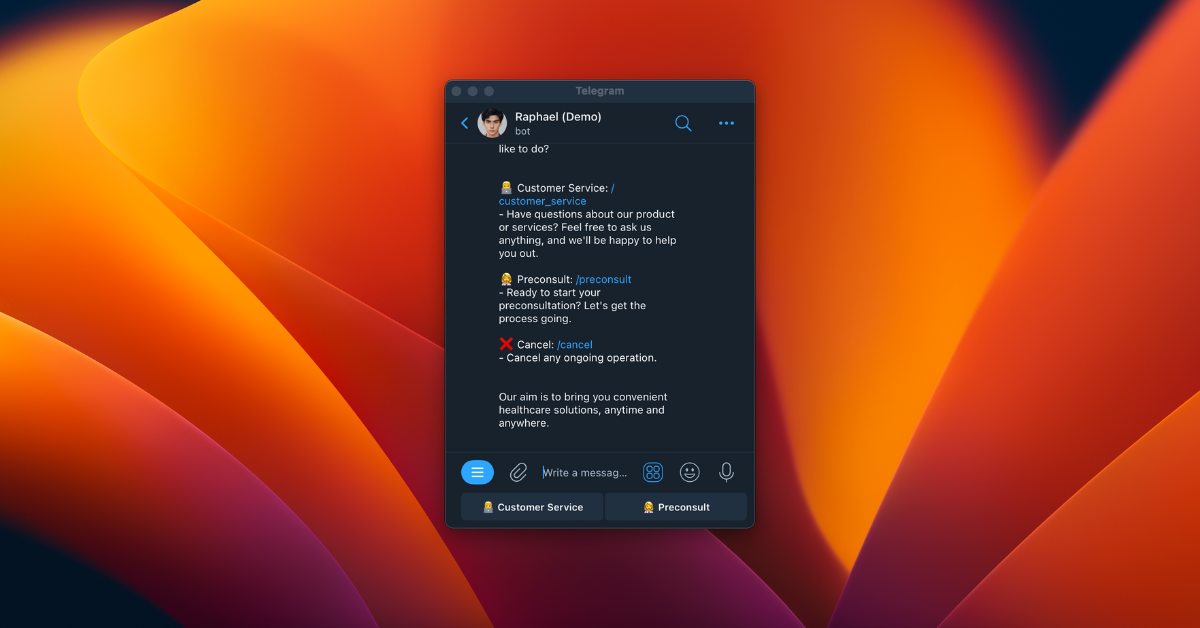 Telegram
Raphael (Demo)
bot
like to do?
👨‍💻 Customer Service: /
customer_service
- Have questions about our product
or services? Feel free to ask us
anything, and we'll be happy to help
you out.
👩‍⚕️ Preconsult: /preconsult
- Ready to start your
preconsultation? Let's get the
process going.
❌ Cancel: /cancel
- Cancel any ongoing operation.
Our aim is to bring you convenient
healthcare solutions, anytime and
anywhere.
Write a messag...
👨‍💻 Customer Service
👩‍⚕️ Preconsult